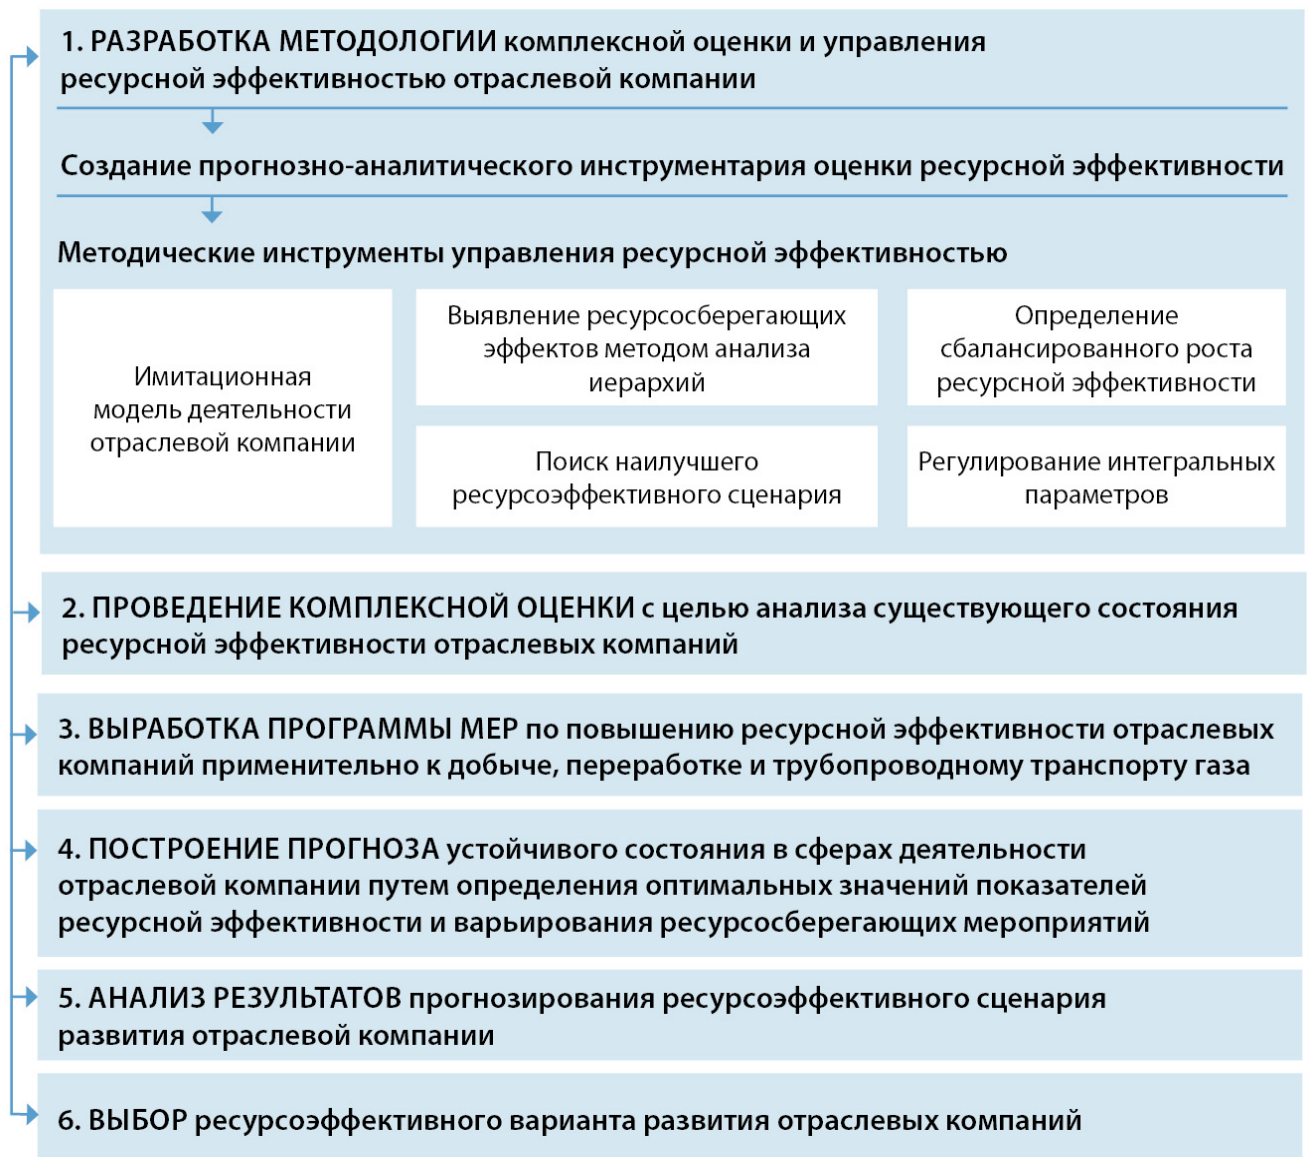 1. РАЗРАБОТКА МЕТОДОЛОГИИ комплексной оценки и управления
ресурсной эффективностью отраслевой компании
Создание прогнозно-аналитического инструментария оценки ресурсной эффективности
Методические инструменты управления ресурсной эффективностью
Имитационная
модель деятельности
отраслевой компании
Выявление ресурсосберегающих
эффектов методом анализа
иерархий
Определение
сбалансированного роста
ресурсной эффективности
Поиск наилучшего
ресурсоэффективного сценария
Регулирование интегральных
параметров
2. ПРОВЕДЕНИЕ КОМПЛЕКСНОЙ ОЦЕНКИ с целью анализа существующего состояния
ресурсной эффективности отраслевых компаний
3. ВЫРАБОТКА ПРОГРАММЫ МЕР по повышению ресурсной эффективности отраслевых
компаний применительно к добыче, переработке и трубопроводному транспорту газа
4. ПОСТРОЕНИЕ ПРОГНОЗА устойчивого состояния в сферах деятельности
отраслевой компании путем определения оптимальных значений показателей
ресурсной эффективности и варьирования ресурсосберегающих мероприятий
5. АНАЛИЗ РЕЗУЛЬТАТОВ прогнозирования ресурсоэффективного сценария
развития отраслевой компании
6. ВЫБОР ресурсоэффективного варианта развития отраслевых компаний